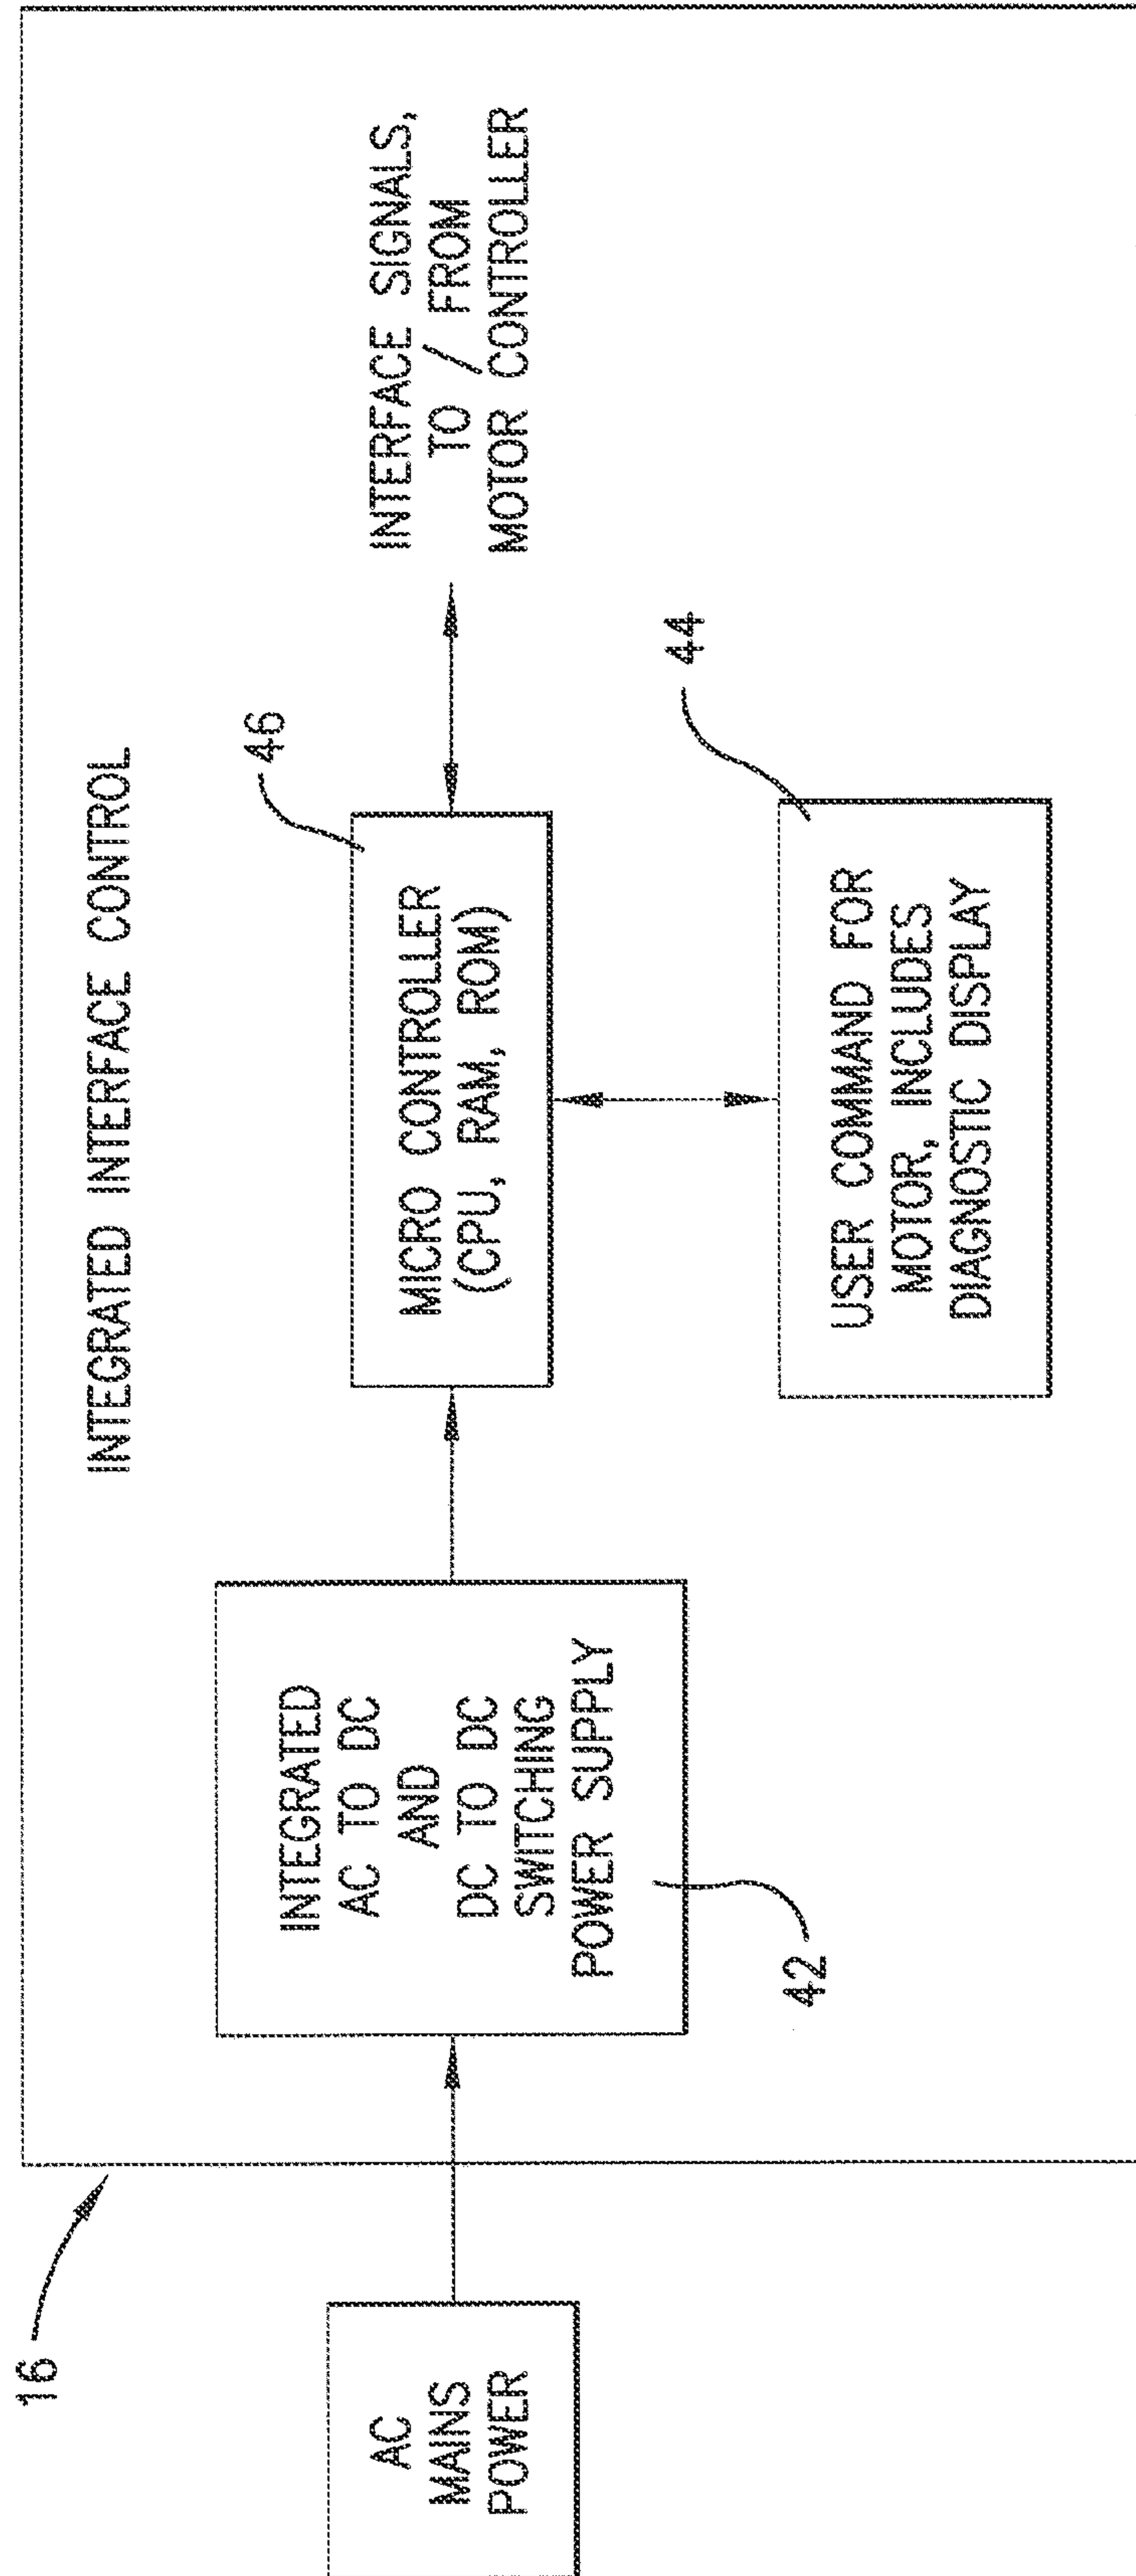 16
INTEGRATED INTERFACE CONTROL
AC
MAINS
POWER
INTEGRATED
AC TO DC
AND
DC TO DC
SWITCHING
POWER SUPPLY
42
46
MICRO CONTROLLER
(CPU, RAM, ROM)
INTERFACE SIGNALS,
TO / FROM
MOTOR CONTROLLER
44
USER COMMAND FOR
MOTOR, INCLUDES
DIAGNOSTIC DISPLAY